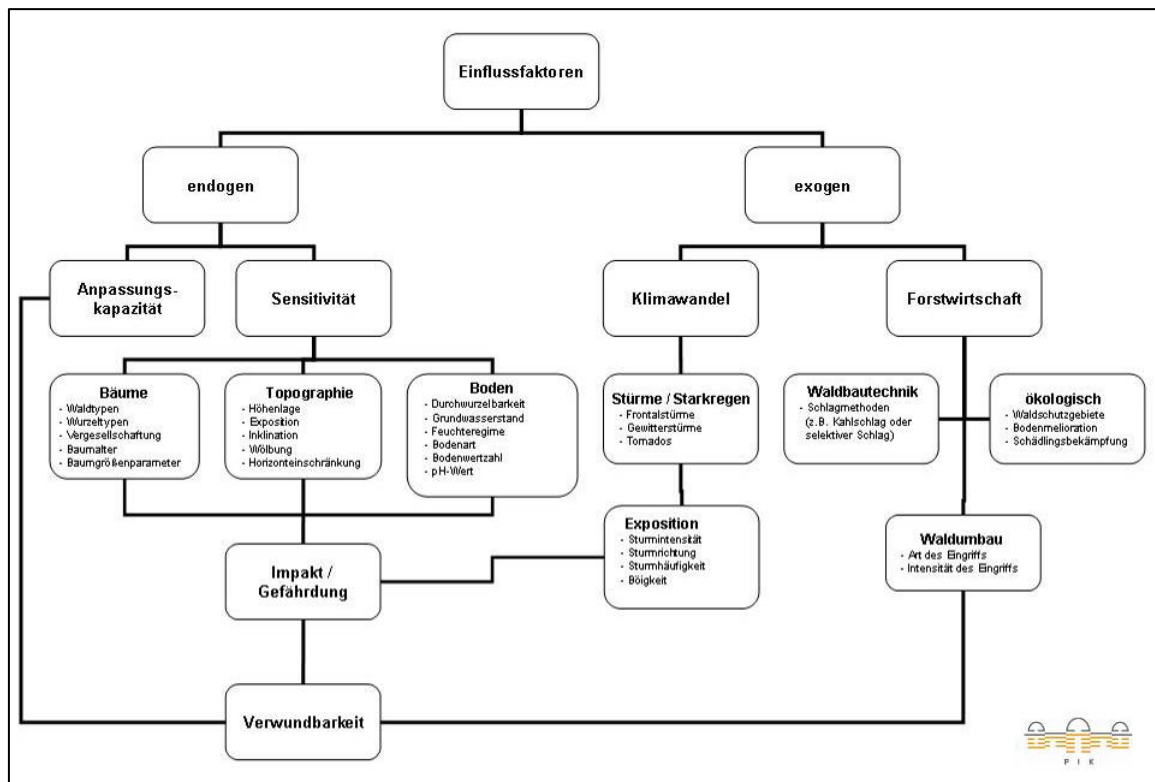 Einflussfaktoren
endogen
exogen
Anpassungs-
kapazität
Sensitivität
Klimawandel
Forstwirtschaft
Bäume
- Waldtypen
- Wurzeltypen
- Vergesellschaftung
- Baumalter
- Baumgrößenparameter
Topographie
- Höhenlage
- Exposition
- Inklination
- Wölbung
- Horizonteinschränkung
Boden
- Durchwurzelbarkeit
- Grundwasserstand
- Feuchteregime
- Bodenart
- Bodenwertzahl
- pH-Wert
Stürme / Starkregen
- Frontalstürme
- Gewitterstürme
- Tornados
Waldbautechnik
- Schlagmethoden
(z.B. Kahlschlag oder
selektiver Schlag)
ökologisch
- Waldschutzgebiete
- Bodenmelioration
- Schädlingsbekämpfung
Exposition
- Sturmintensität
- Sturmrichtung
- Sturmhäufigkeit
- Böigkeit
Waldumbau
- Art des Eingriffs
- Intensität des Eingriffs
Impakt /
Gefährdung
Verwundbarkeit
P I K